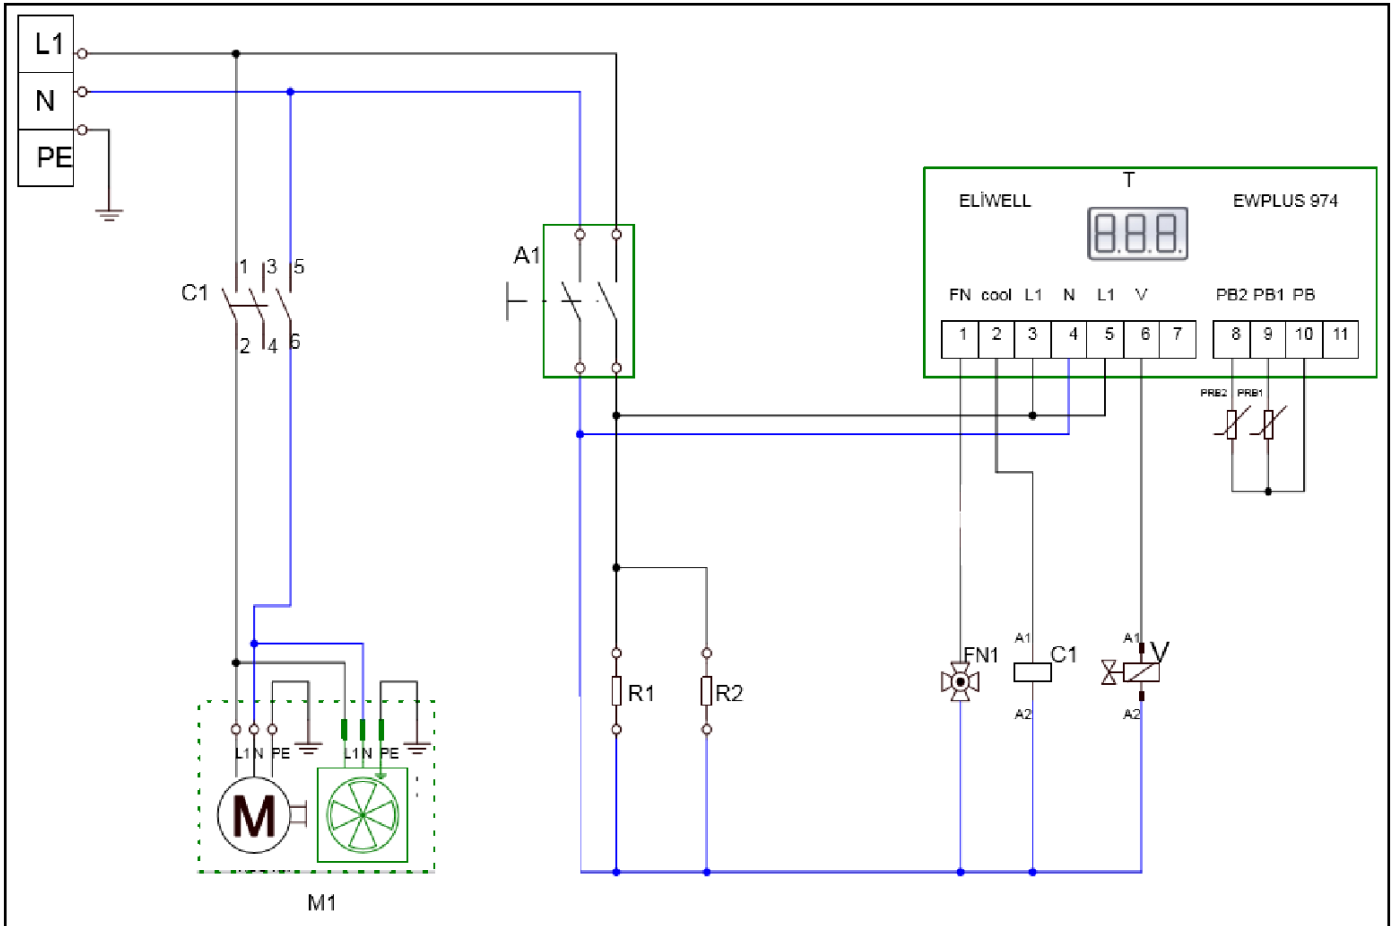 L1
N
PE
T
ELİWELL
EWPLUS 974
A1
C1
1 3 5
2 4 6
FN cool L1 N L1 V
PB2 PB1 PB
1 2 3 4 5 6 7
8 9 10 11
PRB2 PRB1
R1
R2
A1
FN1
C1
A2
A1
V
A2
L1 N PE
L1 N PE
M
M1